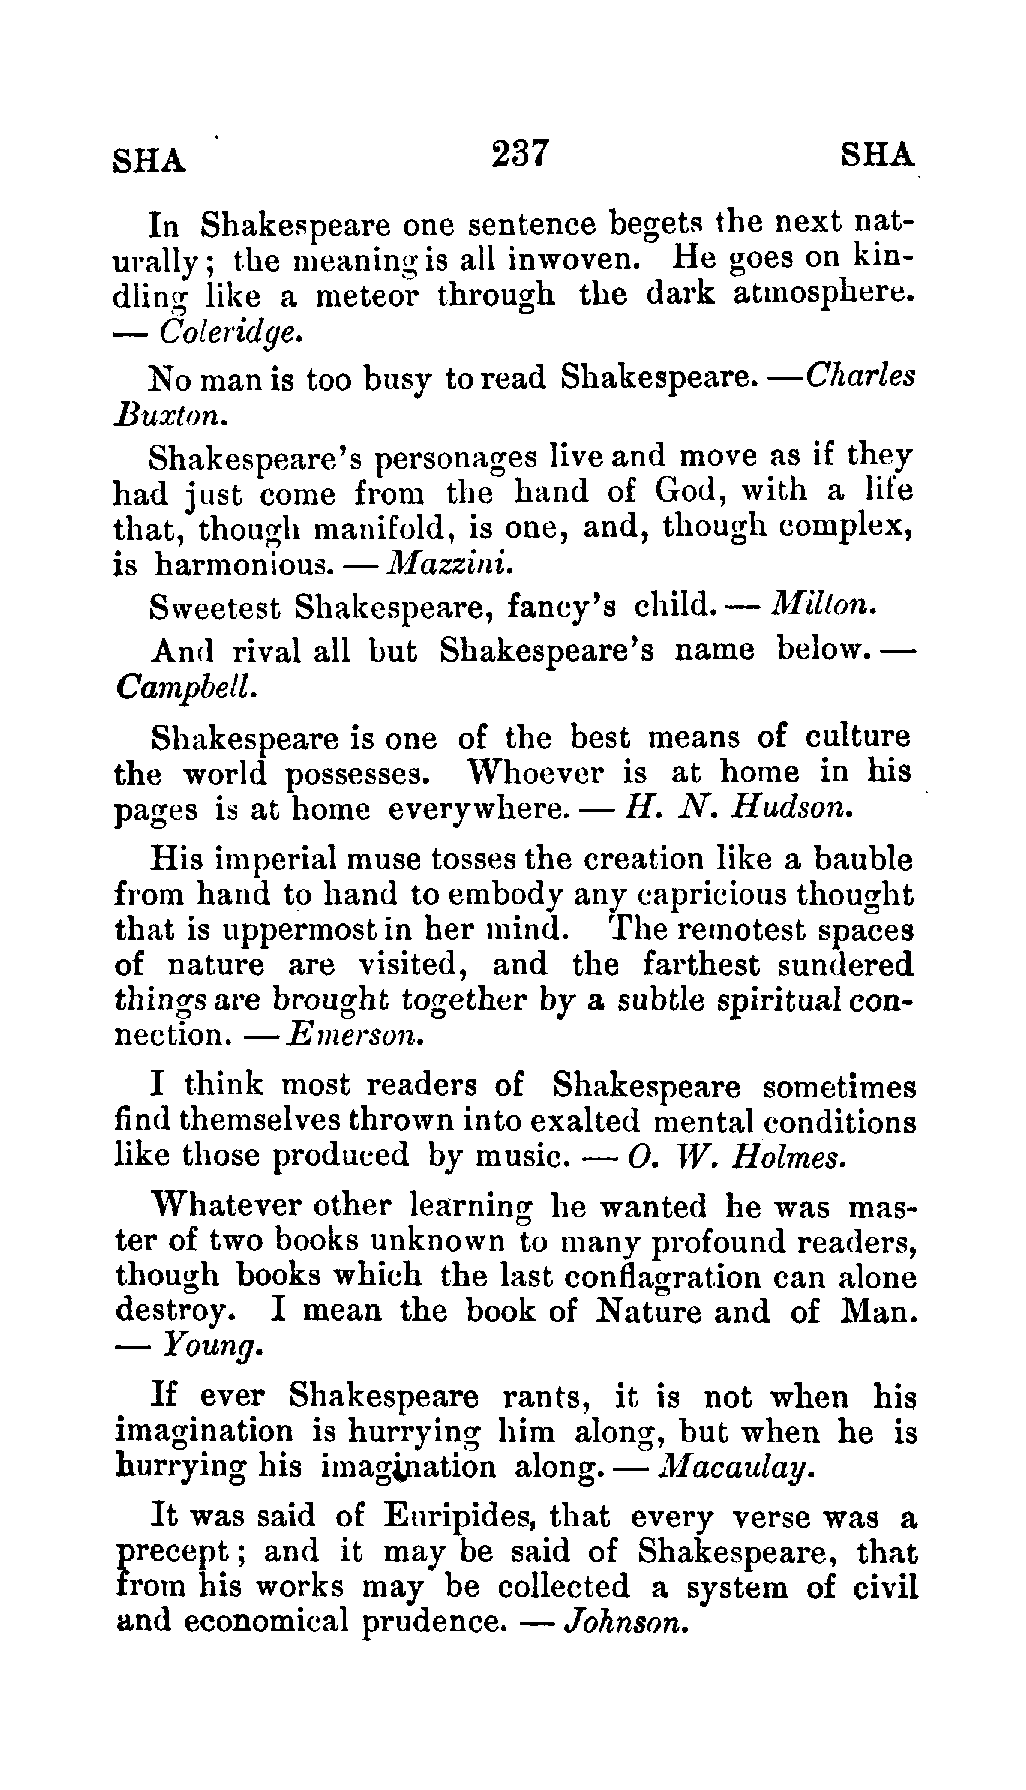 SHA 237 SHA
In Shakespeare one sentence begets the next nat-
urally; the meaning is all inwoven. He goes on kin-
dling like a meteor through the dark atmosphere.
— Coleridge.
No man is too busy to read Shakespeare. — Charles
Buxton.
Shakespeare's personages live and move as if they
had just come from the hand of God, with a life
that, though manifold, is one, and, though complex,
is harmonious. — Mazzini.
Sweetest Shakespeare, fancy's child. — Milton.
And rival all but Shakespeare's name below. —
Campbell.
Shakespeare is one of the best means of culture
the world possesses. Whoever is at home in his
pages is at home everywhere. — H. N. Hudson.
His imperial muse tosses the creation like a bauble
from hand to hand to embody any capricious thought
that is uppermost in her mind. The remotest spaces
of nature are visited, and the farthest sundered
things are brought together by a subtle spiritual con-
nection. — Emerson.
I think most readers of Shakespeare sometimes
find themselves thrown into exalted mental conditions
like those produced by music. — O. W. Holmes.
Whatever other learning he wanted he was mas-
ter of two books unknown to many profound readers,
though books which the last conflagration can alone
destroy. I mean the book of Nature and of Man.
— Young.
If ever Shakespeare rants, it is not when his
imagination is hurrying him along, but when he is
hurrying his imagination along. — Macaulay.
It was said of Euripides, that every verse was a
precept; and it may be said of Shakespeare, that
from his works may be collected a system of civil
and economical prudence. — Johnson.